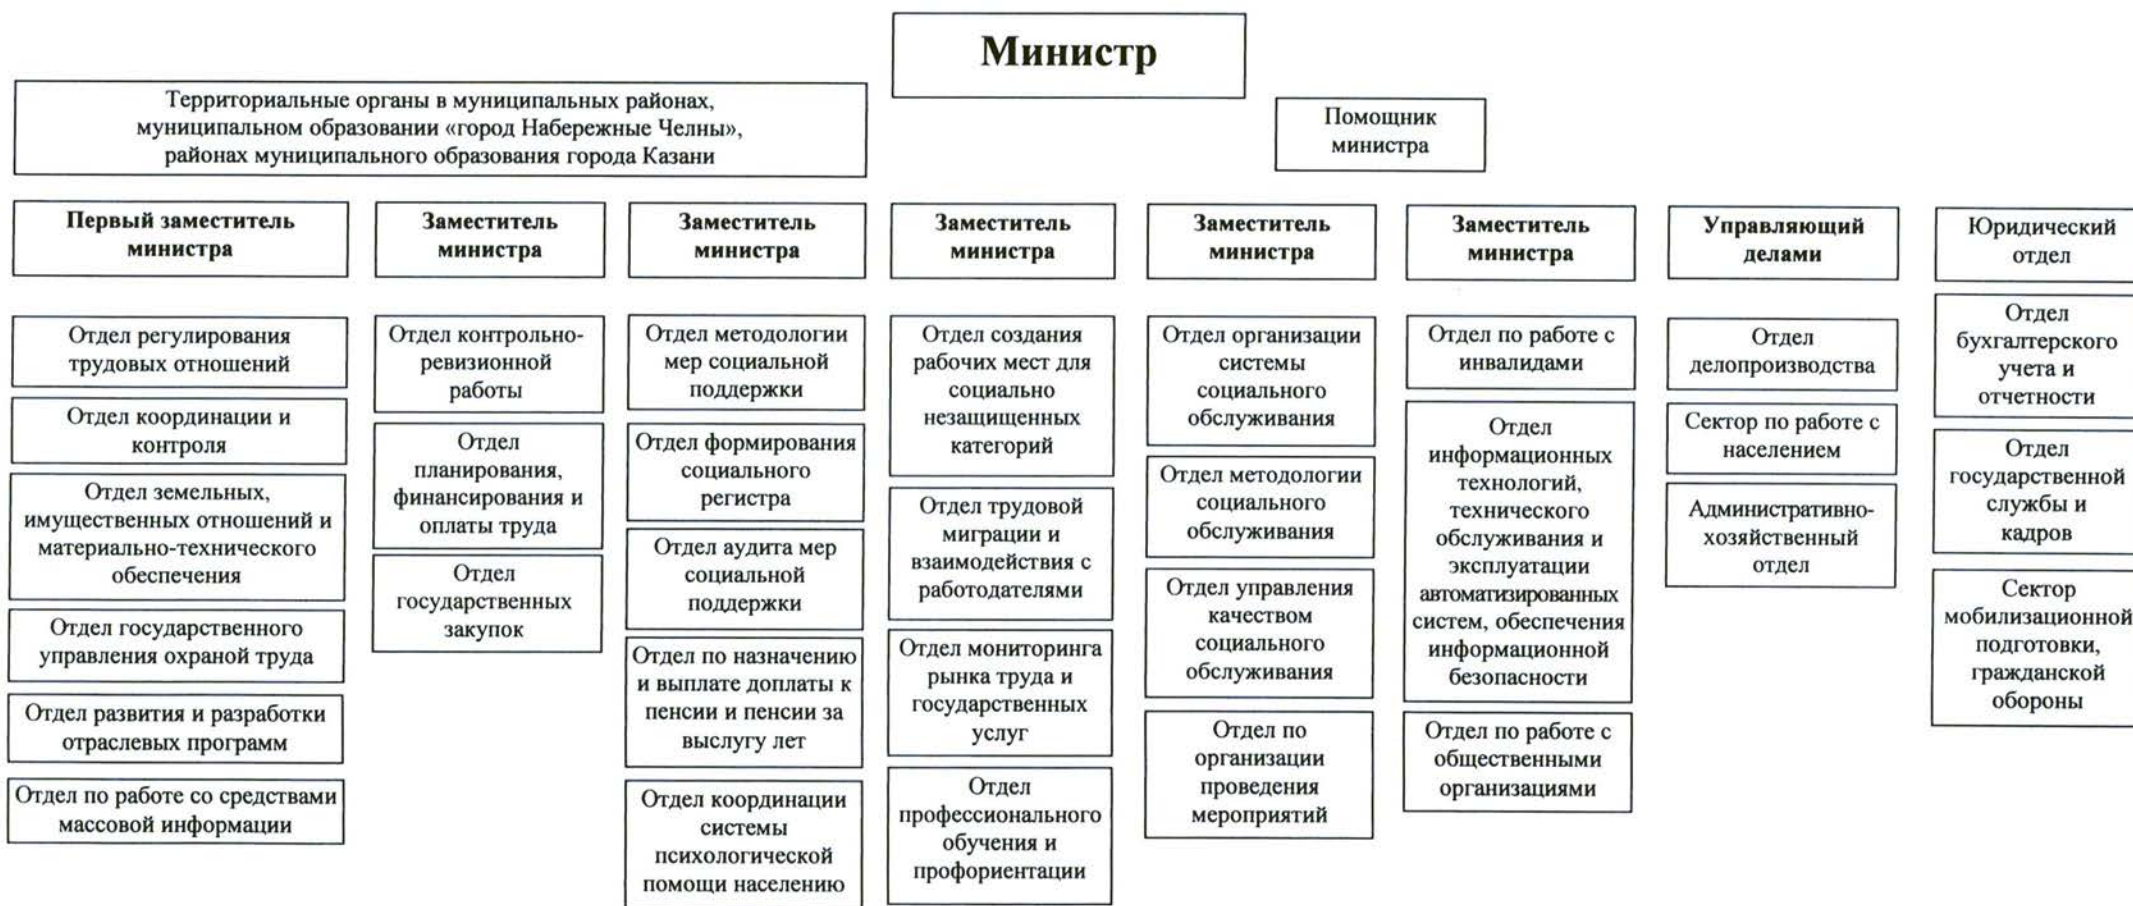 Министр
Территориальные органы в муниципальных районах,
муниципальном образовании «город Набережные Челны»,
районах муниципального образования города Казани
Помощник
министра
Первый заместитель
министра
Заместитель
министра
Заместитель
министра
Заместитель
министра
Заместитель
министра
Заместитель
министра
Управляющий
делами
Юридический
отдел
Отдел регулирования
трудовых отношений
Отдел координации и
контроля
Отдел земельных,
имущественных отношений и
материально-технического
обеспечения
Отдел государственного
управления охраной труда
Отдел развития и разработки
отраслевых программ
Отдел по работе со средствами
массовой информации
Отдел контрольно-
ревизионной
работы
Отдел
планирования,
финансирования и
оплаты труда
Отдел
государственных
закупок
Отдел методологии
мер социальной
поддержки
Отдел формирования
социального
регистра
Отдел аудита мер
социальной
поддержки
Отдел по назначению
и выплате доплаты к
пенсии и пенсии за
выслугу лет
Отдел координации
системы
психологической
помощи населению
Отдел создания
рабочих мест для
социально
незащищенных
категорий
Отдел трудовой
миграции и
взаимодействия с
работодателями
Отдел мониторинга
рынка труда и
государственных
услуг
Отдел
профессионального
обучения и
профориентации
Отдел организации
системы
социального
обслуживания
Отдел методологии
социального
обслуживания
Отдел управления
качеством
социального
обслуживания
Отдел по
организации
проведения
мероприятий
Отдел по работе с
инвалидами
Отдел
информационных
технологий,
технического
обслуживания и
эксплуатации
автоматизированных
систем, обеспечения
информационной
безопасности
Отдел по работе с
общественными
организациями
Отдел
делопроизводства
Сектор по работе с
населением
Административно-
хозяйственный
отдел
Отдел
бухгалтерского
учета и
отчетности
Отдел
государственной
службы и
кадров
Сектор
мобилизационной
подготовки,
гражданской
обороны